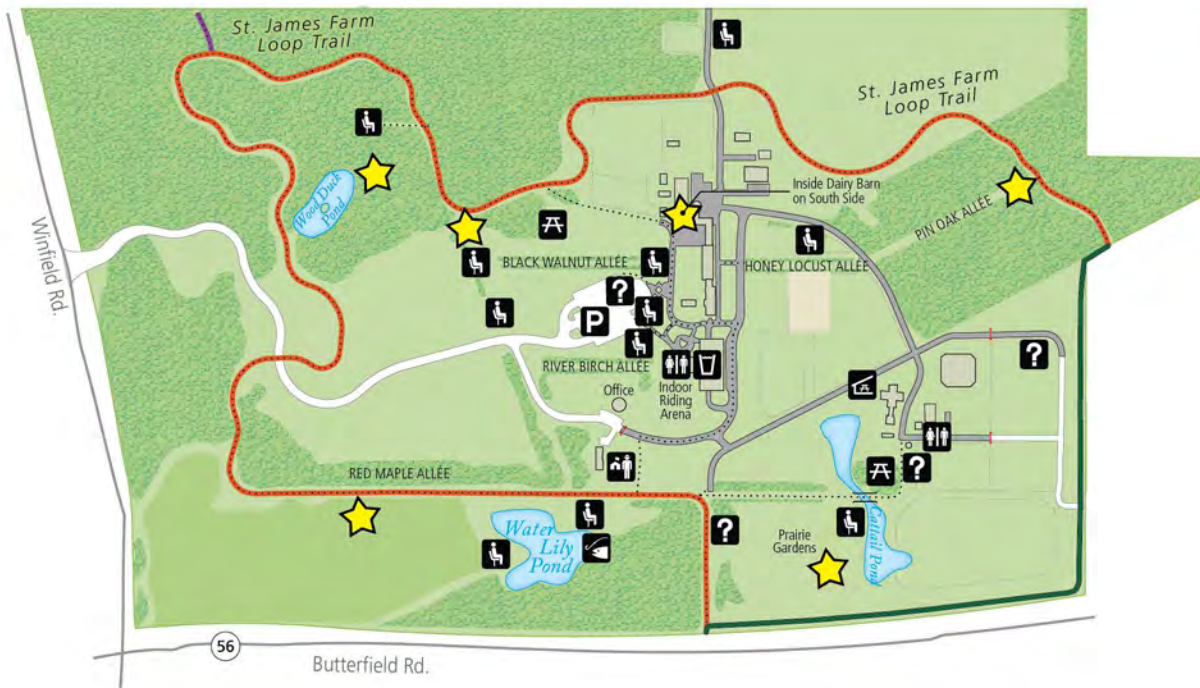 St. James Farm
Loop Trail
St. James Farm
Loop Trail
Wood Duck
Pond
Inside Dairy Barn
on South Side
PIN OAK ALLÉE
Winfield Rd.
BLACK WALNUT ALLÉE
HONEY LOCUST ALLÉE
?
P
RIVER BIRCH ALLÉE
?
Office
Indoor
Riding
Arena
RED MAPLE ALLÉE
?
Water
Lily
Pond
?
Prairie
Gardens
Cattail Pond
56
Butterfield Rd.